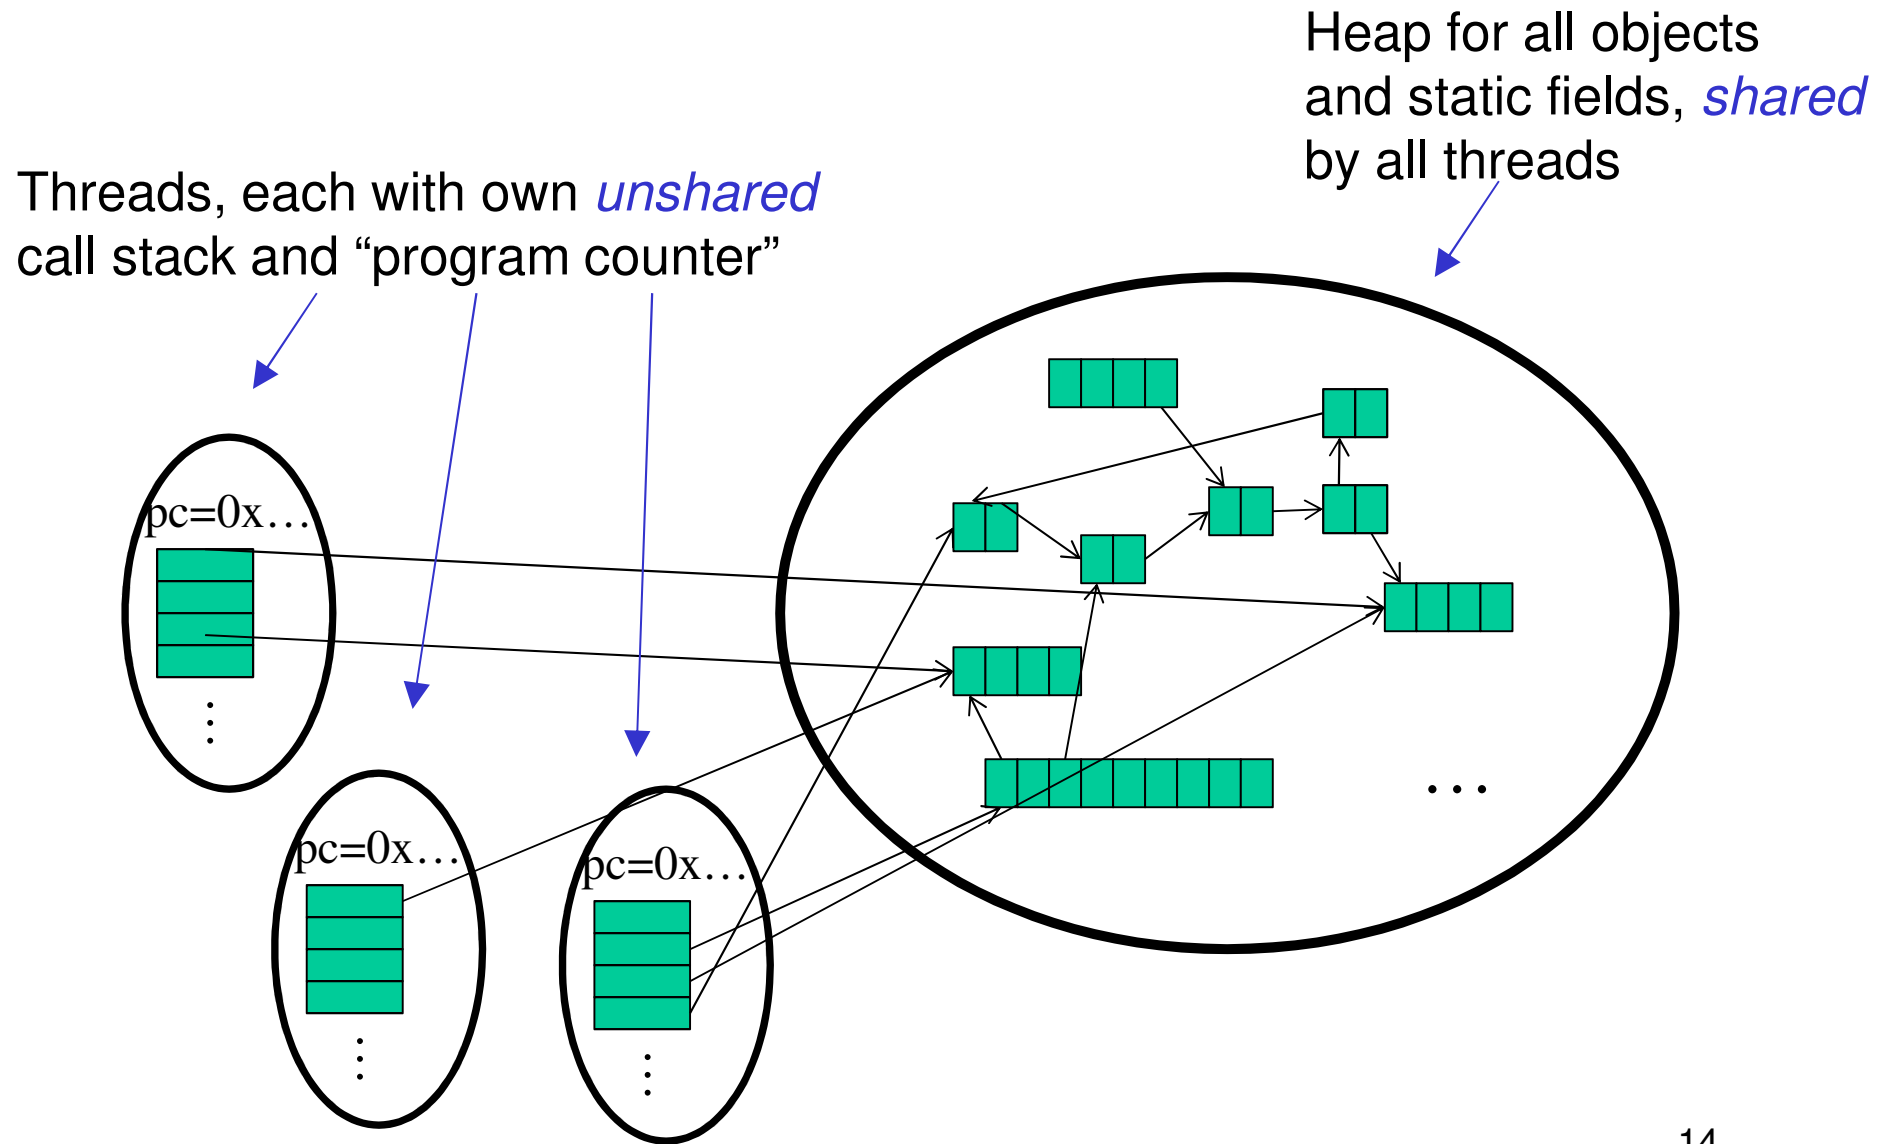 Heap for all objects
and static fields, shared
by all threads
Threads, each with own unshared
call stack and “program counter”
pc=0x…
⋮
pc=0x…
⋮
pc=0x…
⋮
…
14